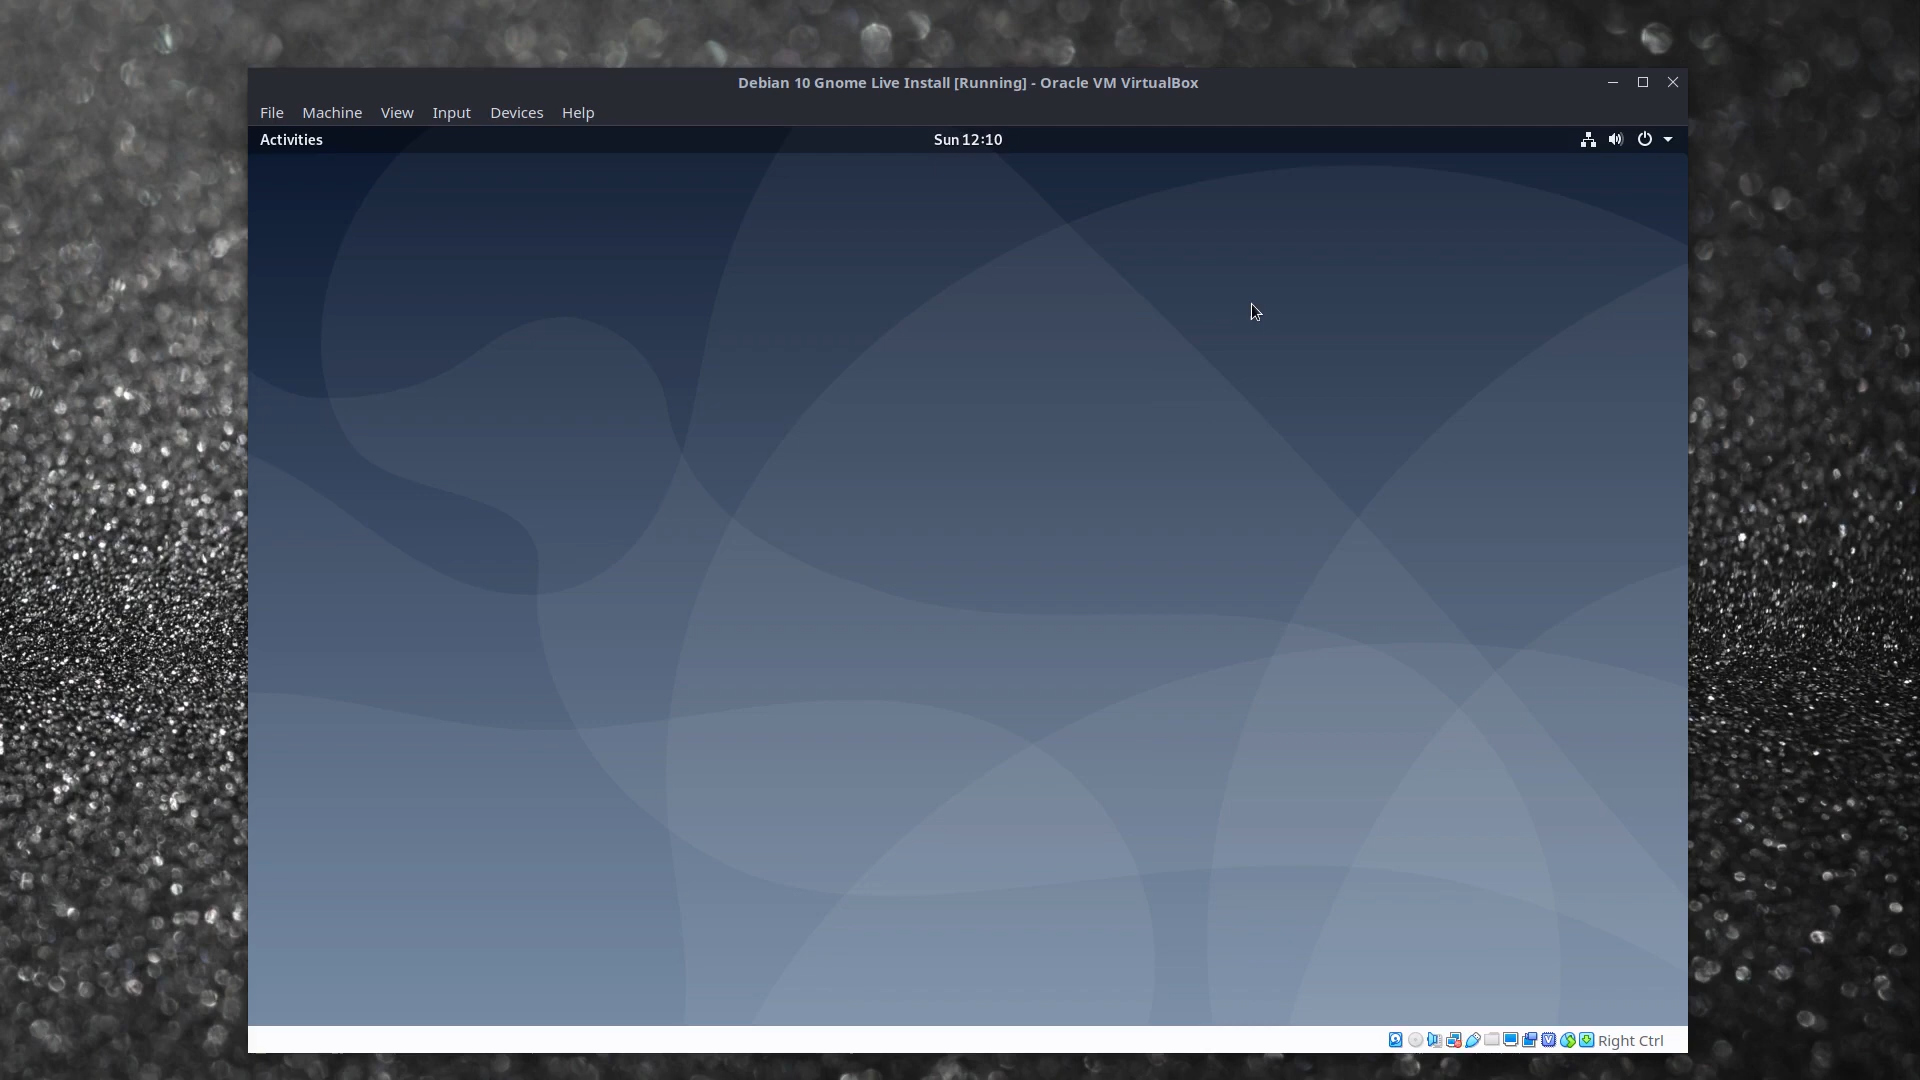 Debian 10 Gnome Live Install [Running] - Oracle VM VirtualBox
File Machine View Input Devices Help
Activities Sun 12:10
Right Ctrl